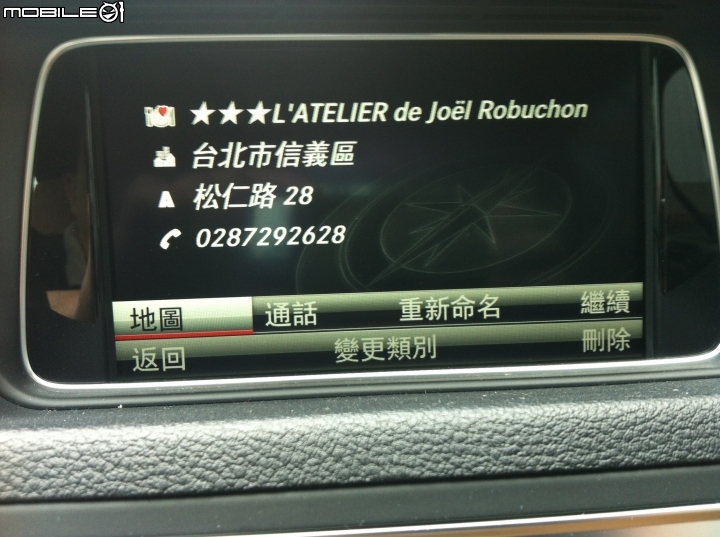 MOBILE01
★★★L'ATELIER de Joël Robuchon
台北市信義區
松仁路 28
0287292628
地圖 通話 重新命名 繼續
返回 變更類別 刪除